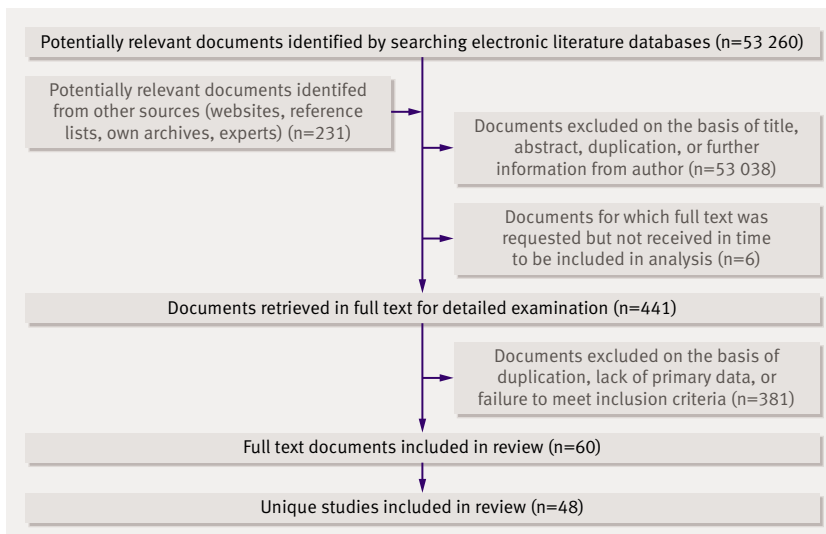 Potentially relevant documents identified by searching electronic literature databases (n=53 260)
Potentially relevant documents identifed
from other sources (websites, reference
lists, own archives, experts) (n=231)
Documents excluded on the basis of title,
abstract, duplication, or further
information from author (n=53 038)
Documents for which full text was
requested but not received in time
to be included in analysis (n=6)
Documents retrieved in full text for detailed examination (n=441)
Documents excluded on the basis of
duplication, lack of primary data, or
failure to meet inclusion criteria (n=381)
Full text documents included in review (n=60)
Unique studies included in review (n=48)